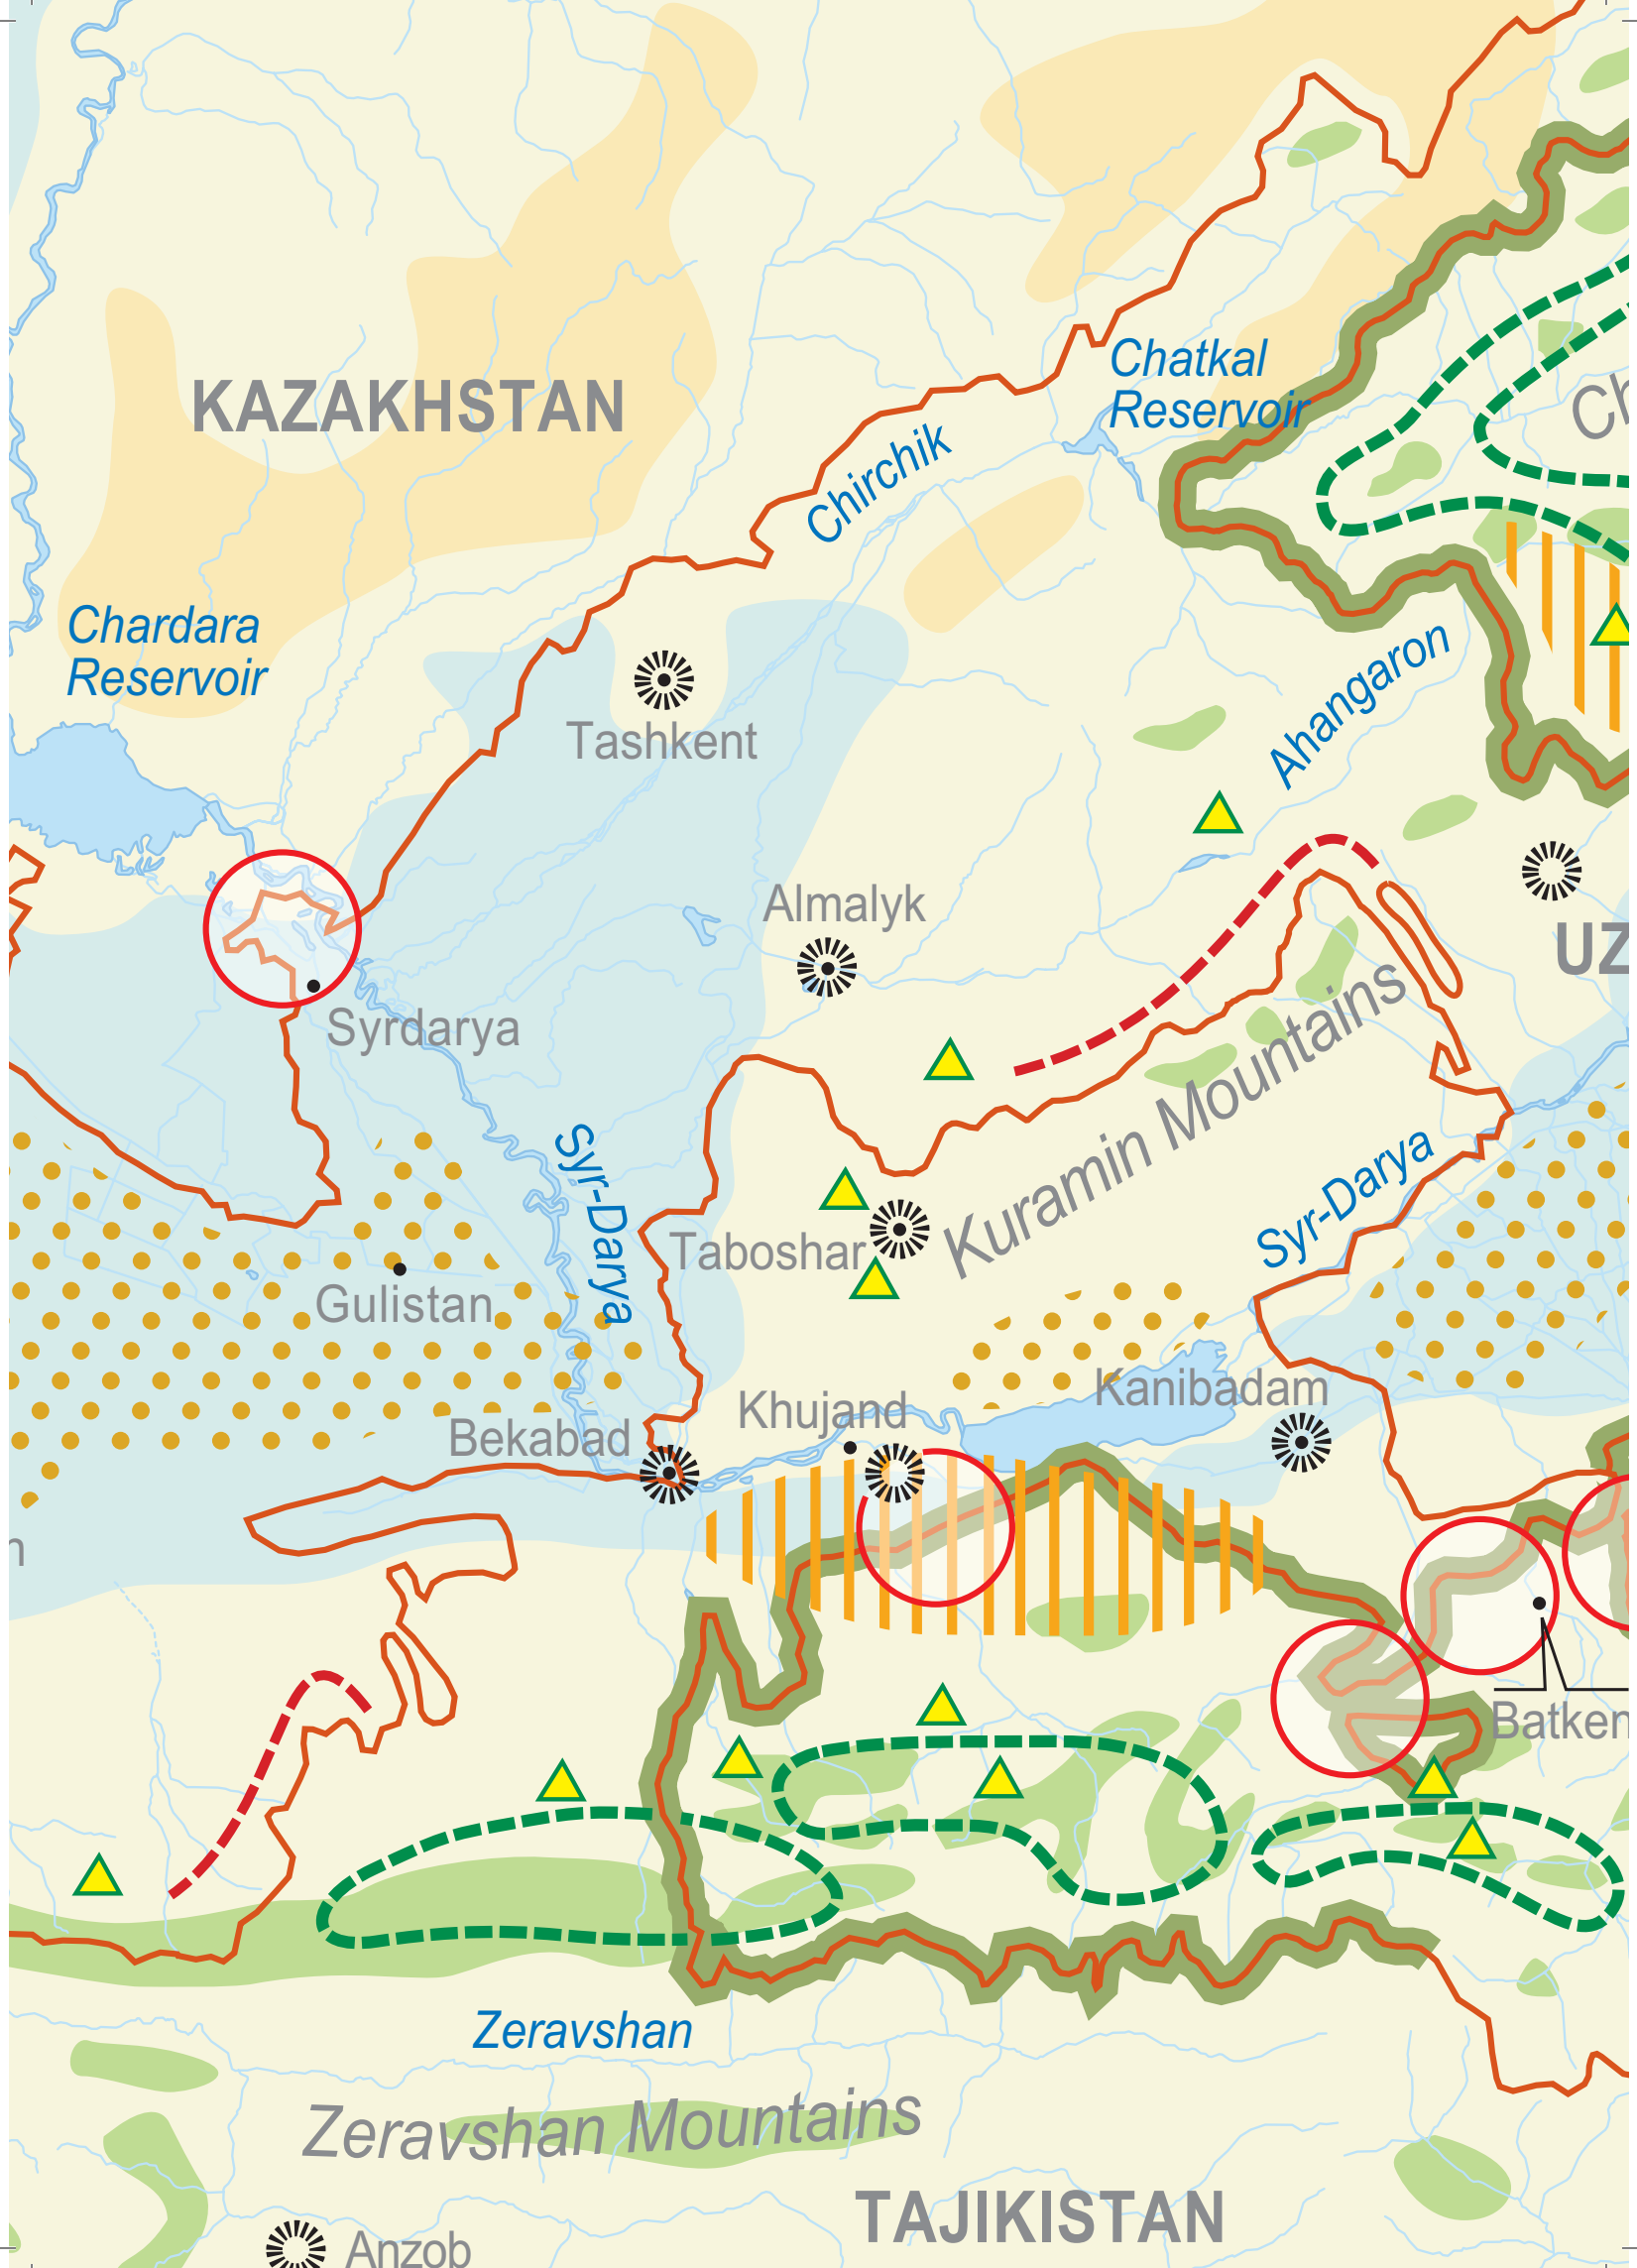 Chatkal
Reservoir
Ch
KAZAKHSTAN
Chirchik
Chardara
Reservoir
Tashkent
Ahangaron
Almalyk
UZ
Syrdarya
Kuramin Mountains
Syr-Darya
Syr-Darya
Taboshar
Gulistan
Kanibadam
Khujand
Bekabad
n
Batken
Zeravshan
Zeravshan Mountains
TAJIKISTAN
Anzob